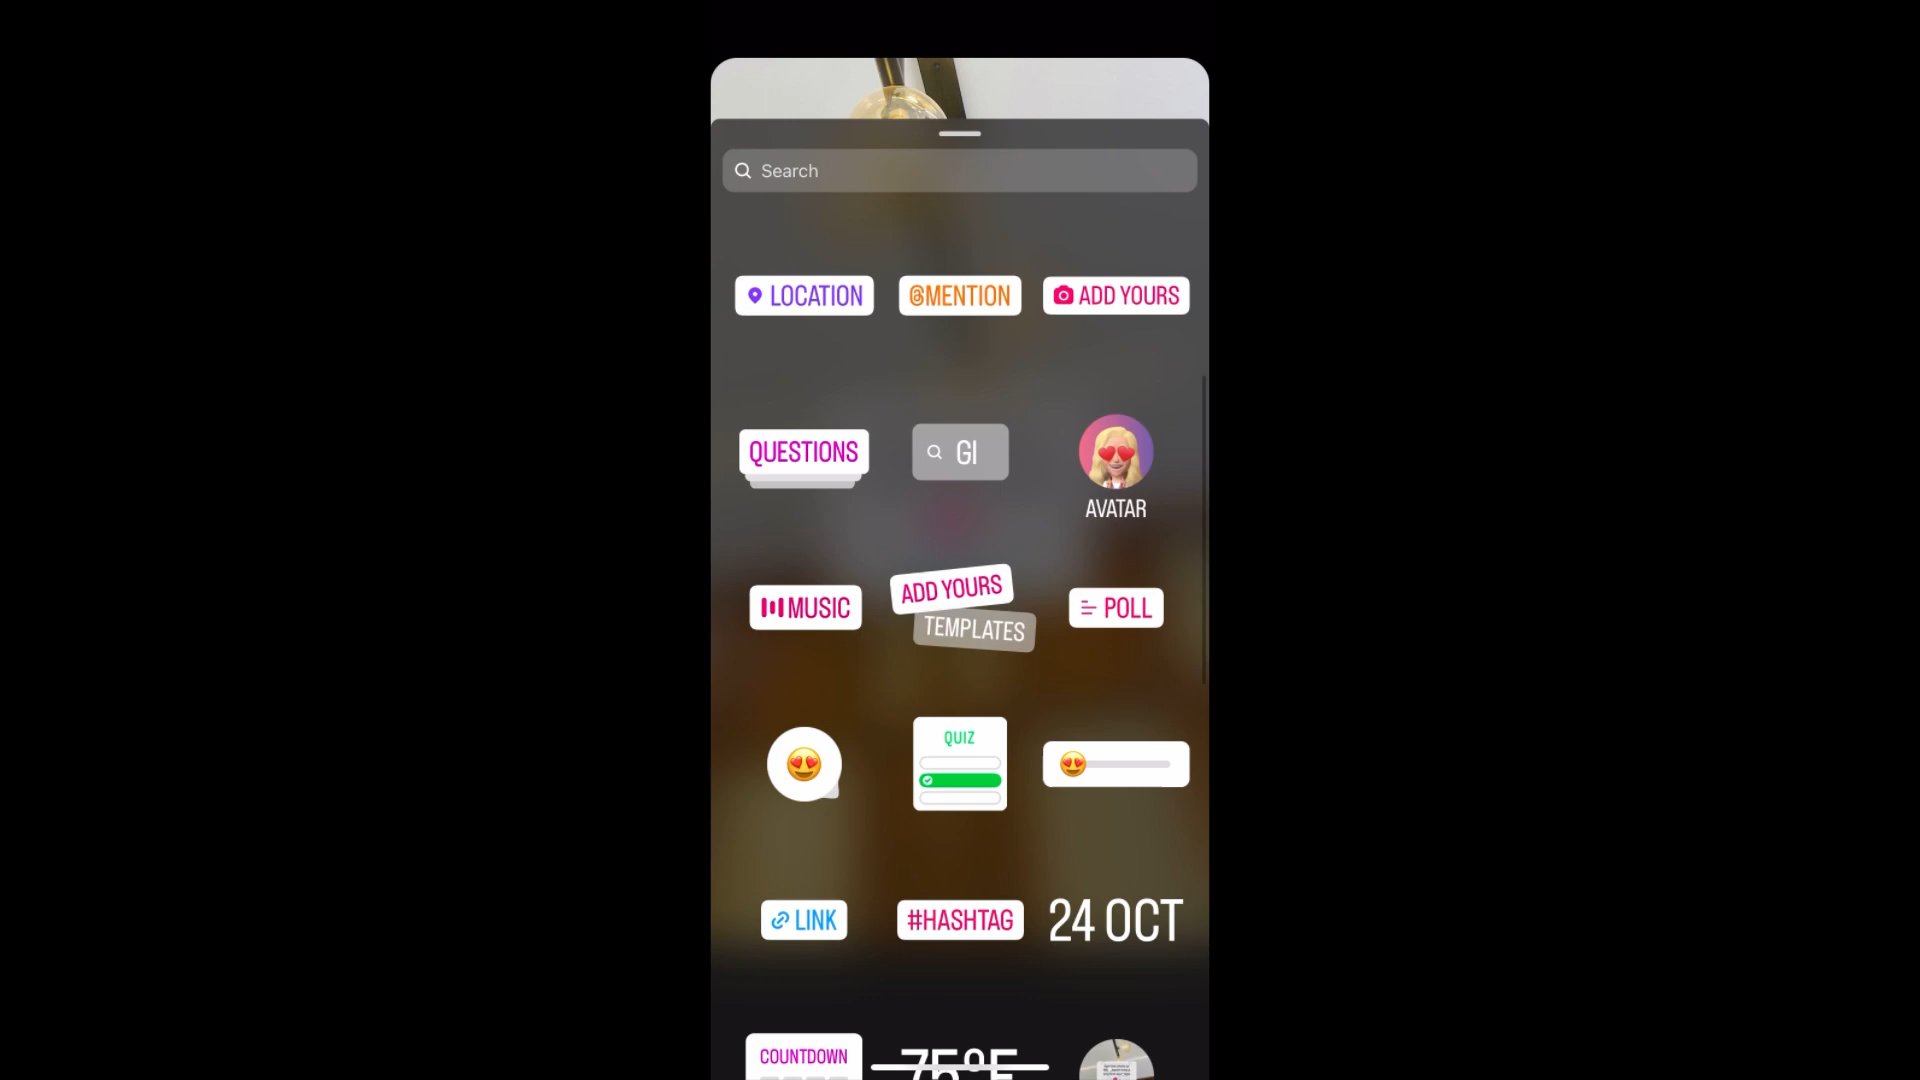 Search
LOCATION
@MENTION
ADD YOURS
QUESTIONS
GI
AVATAR
MUSIC
ADD YOURS
TEMPLATES
POLL
QUIZ
LINK
#HASHTAG
24 OCT
COUNTDOWN
75°F